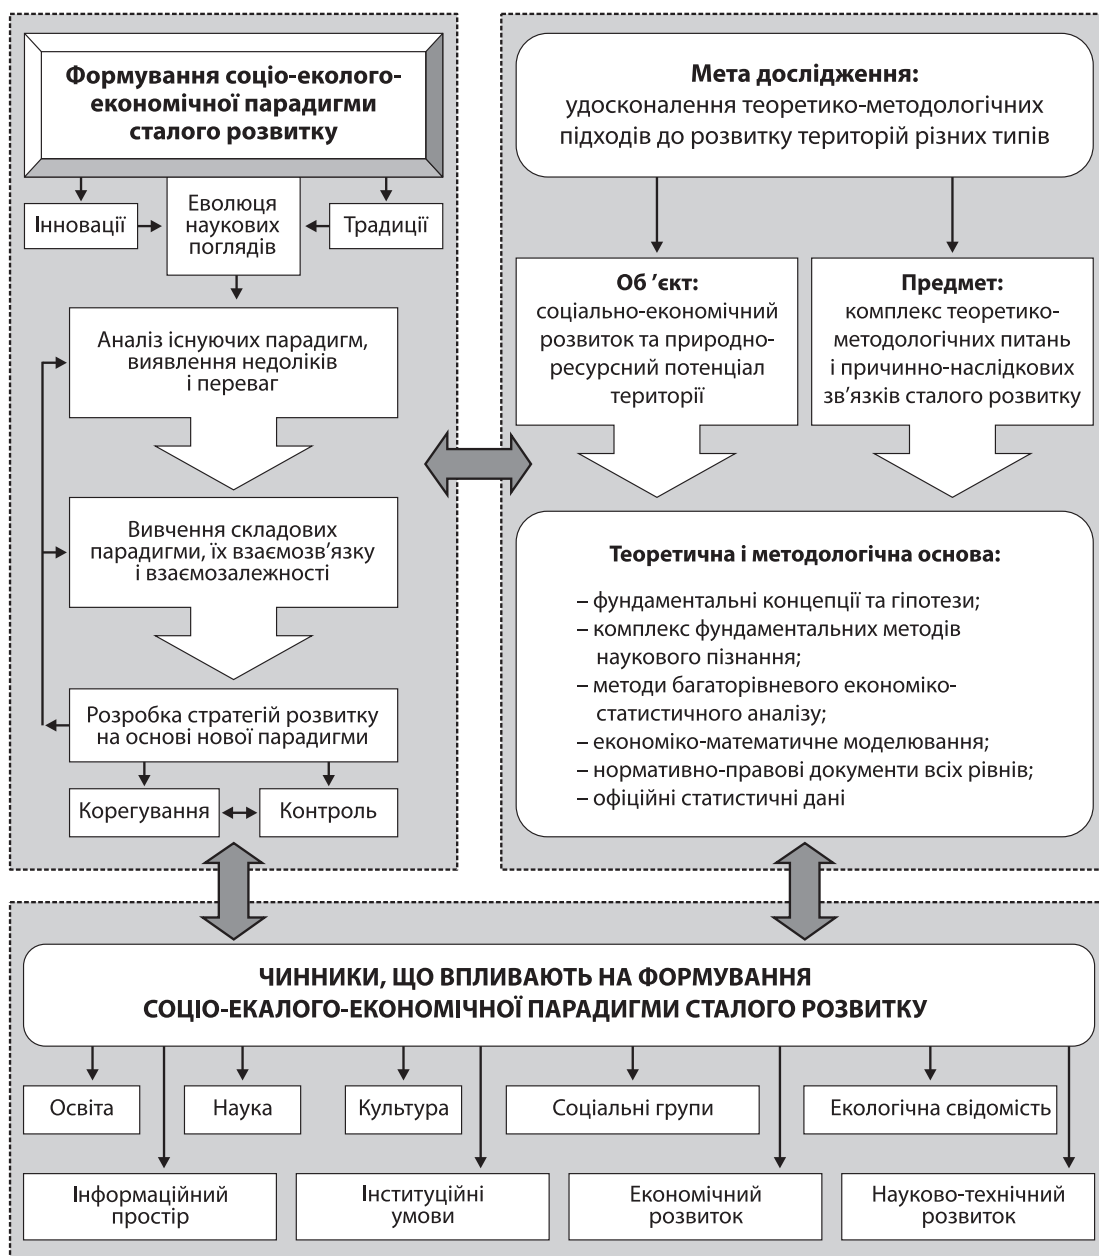 Формування соціо-еколого-
економічної парадигми
сталого розвитку
Інновації
Еволюця
наукових
поглядів
Традиції
Аналіз існуючих парадигм,
виявлення недоліків
і переваг
Вивчення складових
парадигми, їх взаємозв’язку
і взаємозалежності
Розробка стратегій розвитку
на основі нової парадигми
Корегування
Контроль
Мета дослідження:
удосконалення теоретико-методологічних
підходів до розвитку територій різних типів
Об ’єкт:
соціально-економічний
розвиток та природно-
ресурсний потенціал
території
Предмет:
комплекс теоретико-
методологічних питань
і причинно-наслідкових
зв’язків сталого розвитку
Теоретична і методологічна основа:
– фундаментальні концепції та гіпотези;
– комплекс фундаментальних методів
наукового пізнання;
– методи багаторівневого економіко-
статистичного аналізу;
– економіко-математичне моделювання;
– нормативно-правові документи всіх рівнів;
– офіційні статистичні дані
ЧИННИКИ, ЩО ВПЛИВАЮТЬ НА ФОРМУВАННЯ
СОЦІО-ЕКАЛОГО-ЕКОНОМІЧНОЇ ПАРАДИГМИ СТАЛОГО РОЗВИТКУ
Освіта
Наука
Культура
Соціальні групи
Екологічна свідомість
Інформаційний
простір
Інституційні
умови
Економічний
розвиток
Науково-технічний
розвиток